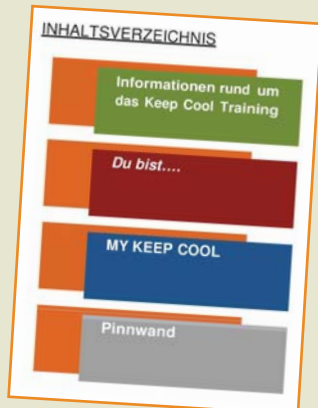 INHALTSVERZEICHNIS
Informationen rund um
das Keep Cool Training
Du bist....
MY KEEP COOL
Pinnwand